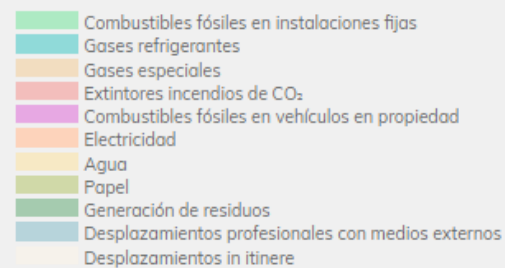 Combustibles fósiles en instalaciones fijas
Gases refrigerantes
Gases especiales
Extintores incendios de CO₂
Combustibles fósiles en vehículos en propiedad
Electricidad
Agua
Papel
Generación de residuos
Desplazamientos profesionales con medios externos
Desplazamientos in itinere